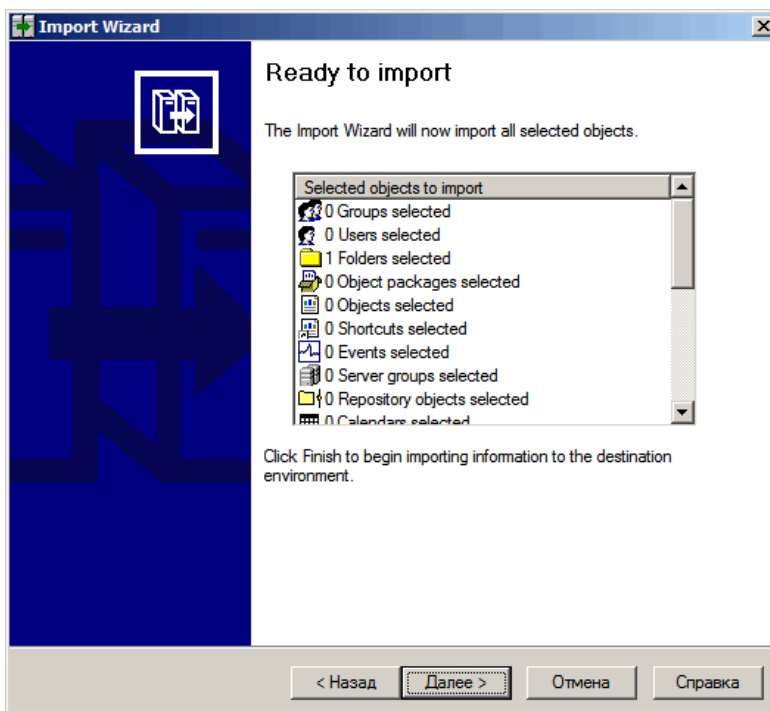 Import Wizard
Ready to import
The Import Wizard will now import all selected objects.
Selected objects to import
0 Groups selected
0 Users selected
1 Folders selected
0 Object packages selected
0 Objects selected
0 Shortcuts selected
0 Events selected
0 Server groups selected
0 Repository objects selected
0 Calendars selected
Click Finish to begin importing information to the destination
environment.
< Назад Далее > Отмена Справка